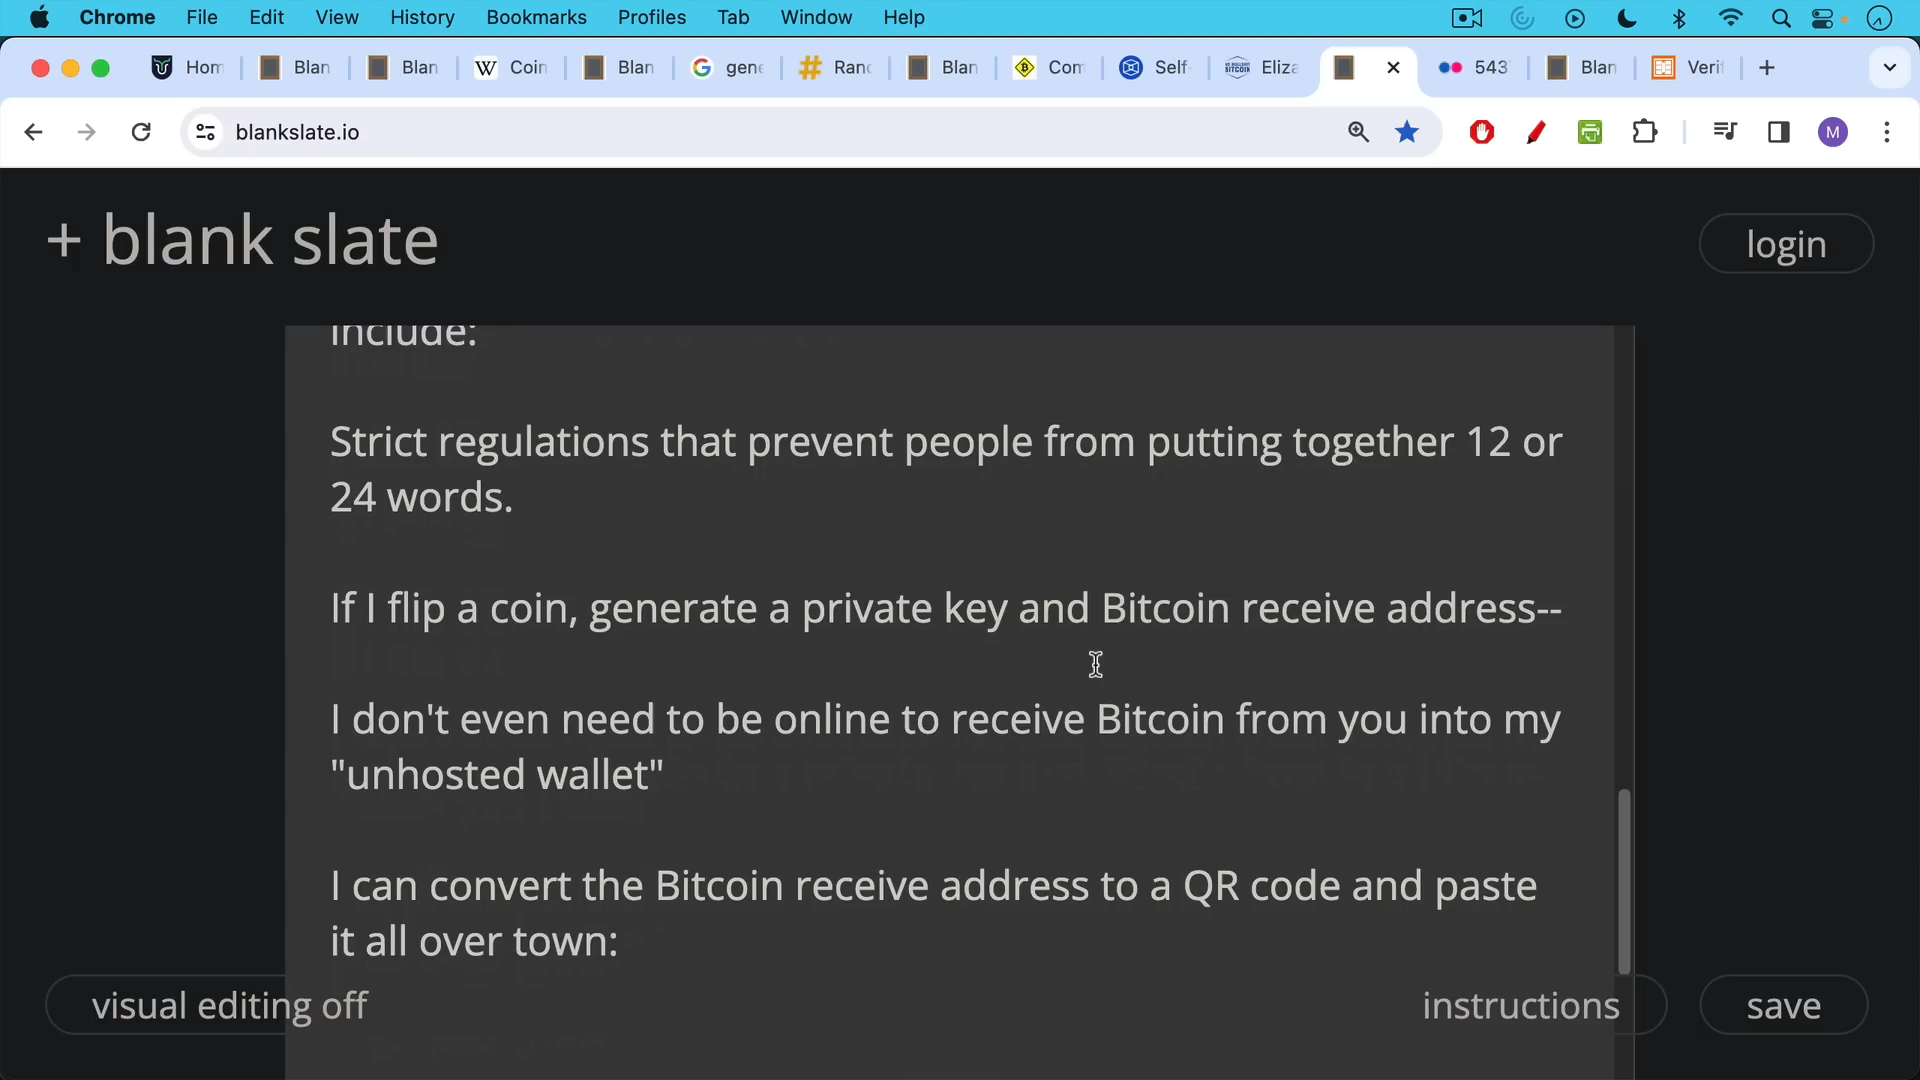 Chrome File Edit View History Bookmarks Profiles Tab Window Help
Hom Blan Blan W Coin Blan G gene Ranc Blan Com Self- Eliza 543 Blan Verif
blankslate.io M
+ blank slate
login
include:
Strict regulations that prevent people from putting together 12 or
24 words.
If I flip a coin, generate a private key and Bitcoin receive address--
I don't even need to be online to receive Bitcoin from you into my
"unhosted wallet"
I can convert the Bitcoin receive address to a QR code and paste
it all over town:
visual editing off
instructions
save